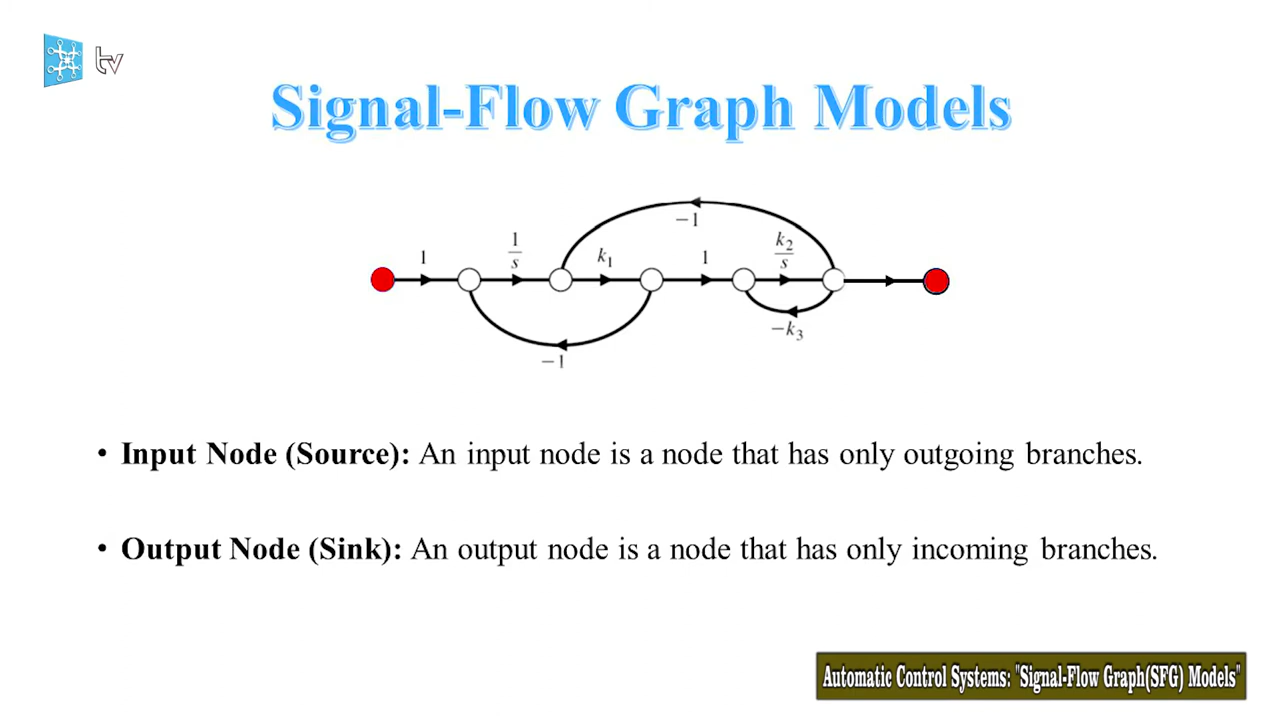 tv
Signal-Flow Graph Models
−1
1
1/s
k₁
1
k₂/s
−k₃
−1
• Input Node (Source): An input node is a node that has only outgoing branches.
• Output Node (Sink): An output node is a node that has only incoming branches.
Automatic Control Systems: "Signal-Flow Graph(SFG) Models"